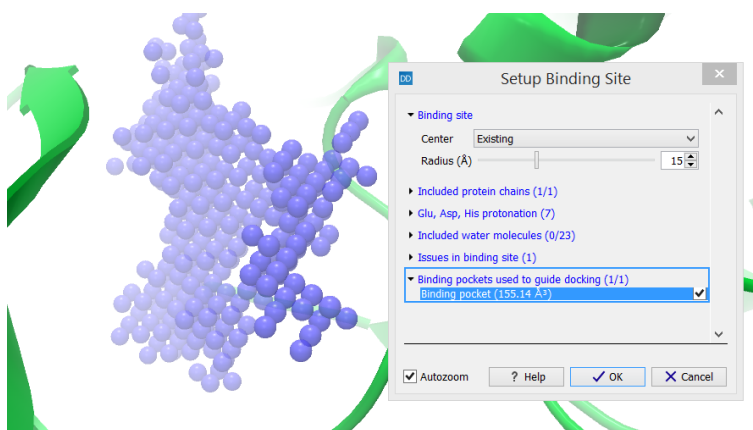 DD Setup Binding Site
Binding site
Center Existing
Radius (Å) 15
Included protein chains (1/1)
Glu, Asp, His protonation (7)
Included water molecules (0/23)
Issues in binding site (1)
Binding pockets used to guide docking (1/1)
Binding pocket (155.14 Å³)
Autozoom ? Help OK Cancel